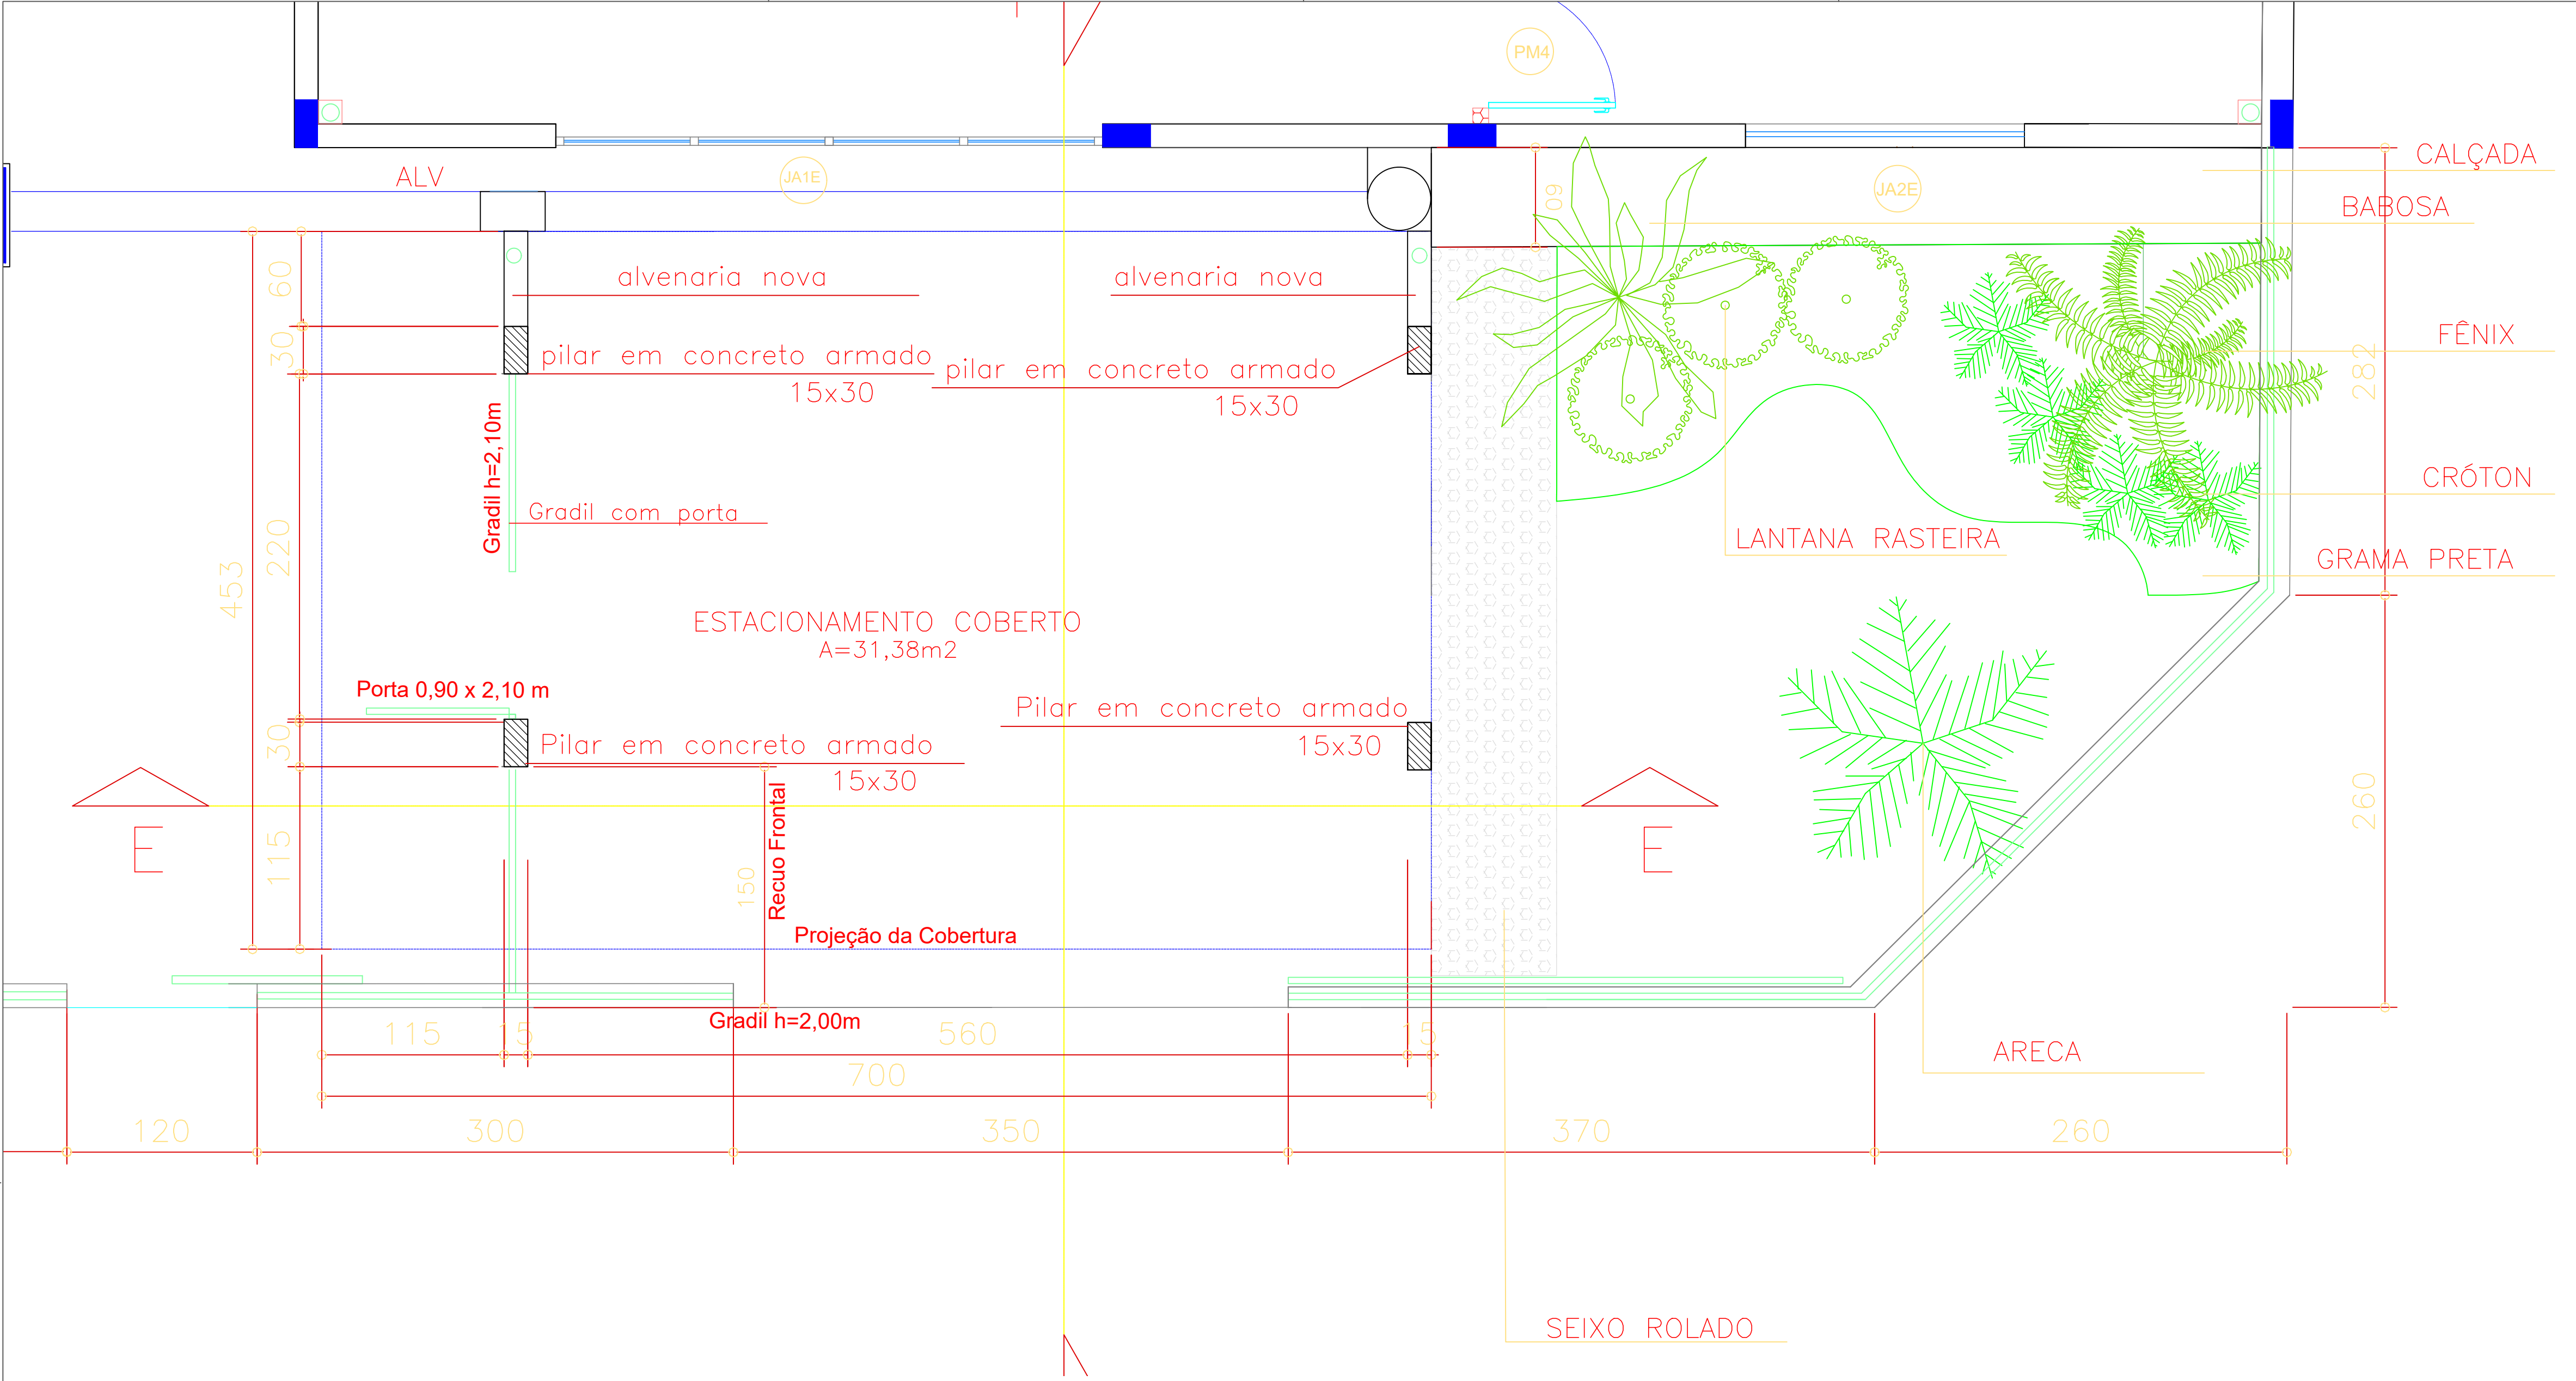 PM4
CALÇADA
ALV
JA1E
JA2E
60
BABOSA
alvenaria nova
alvenaria nova
60
30
pilar em concreto armado
15x30
pilar em concreto armado
15x30
FÊNIX
282
Gradil h=2,10m
Gradil com porta
CRÓTON
LANTANA RASTEIRA
GRAMA PRETA
220
453
ESTACIONAMENTO COBERTO
A=31,38m2
Porta 0,90 x 2,10 m
Pilar em concreto armado
15x30
30
Pilar em concreto armado
15x30
260
E
E
115
150
Recuo Frontal
Projeção da Cobertura
Gradil h=2,00m
115
15
560
15
700
ARECA
120
300
350
370
260
SEIXO ROLADO